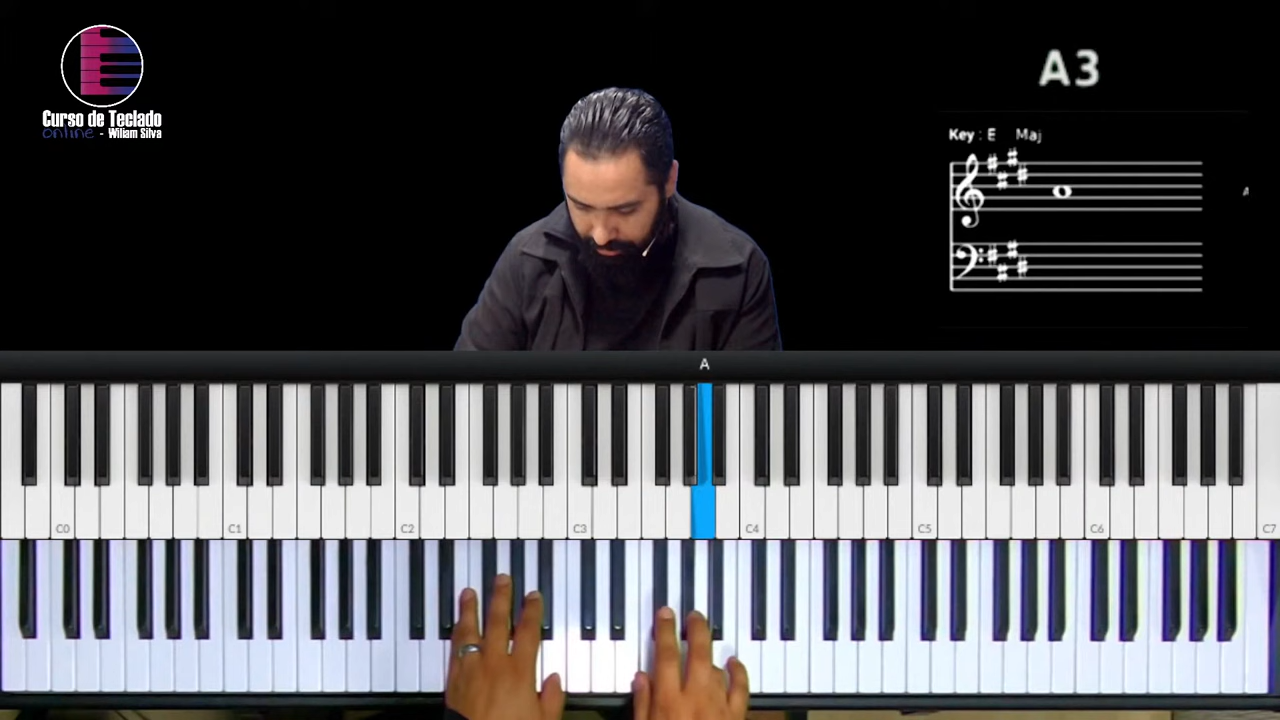 Curso de Teclado
online - Wiliam Silva
A3
Key : E Maj
A
A
C0 C1 C2 C3 C4 C5 C6 C7